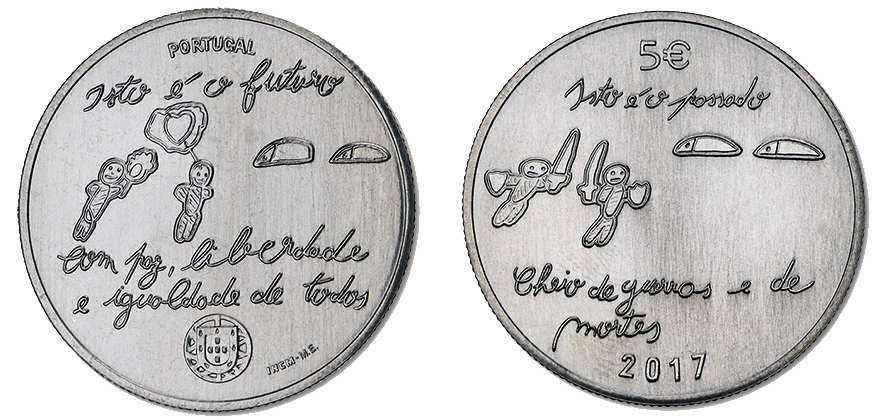 PORTUGAL
Isto é o futuro
Com paz, liberdade
e igualdade de todos
INCM-M.E.
5€
Isto é o passado
Cheio de guerras e de
mortes
2017